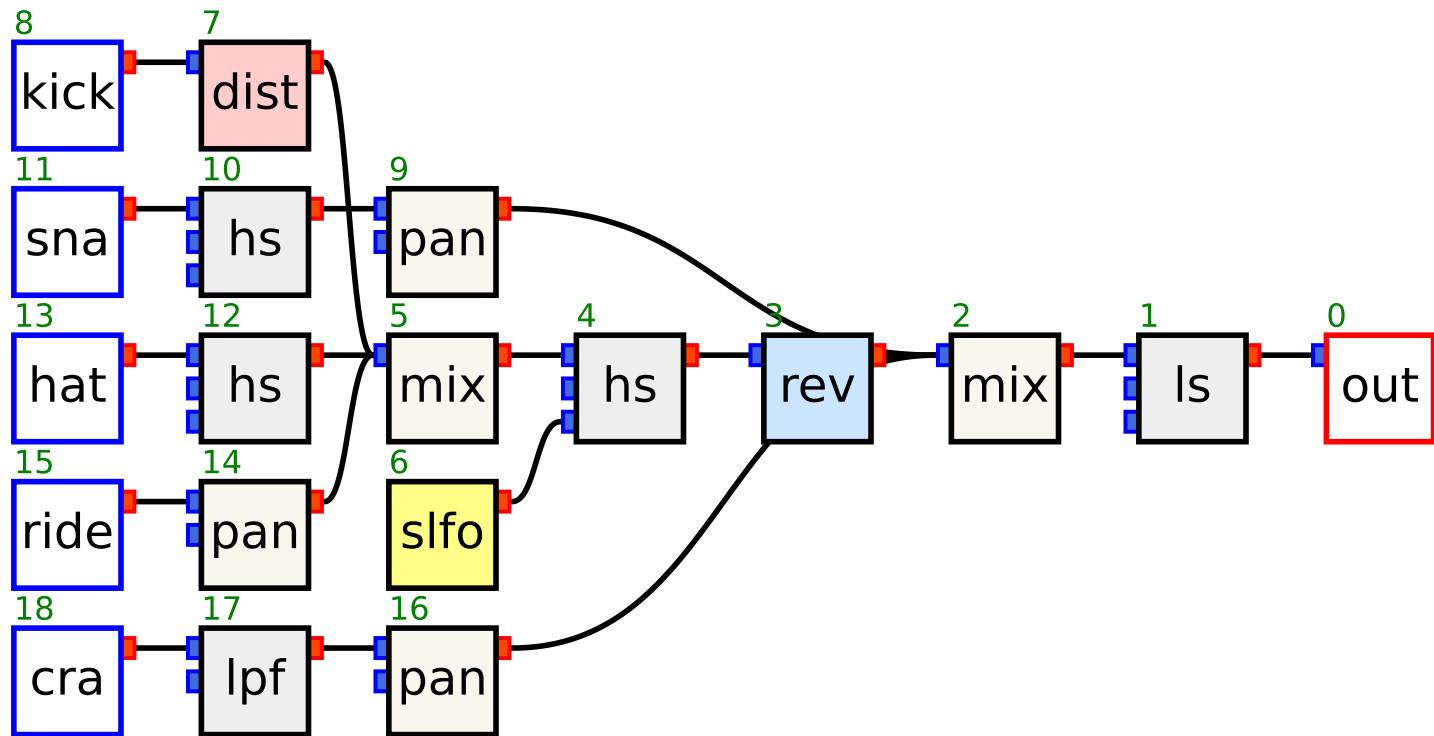 8 7
kick dist
11 10 9
sna hs pan
13 12 5 4 3 2 1 0
hat hs mix hs rev mix ls out
15 14 6
ride pan slfo
18 17 16
cra lpf pan